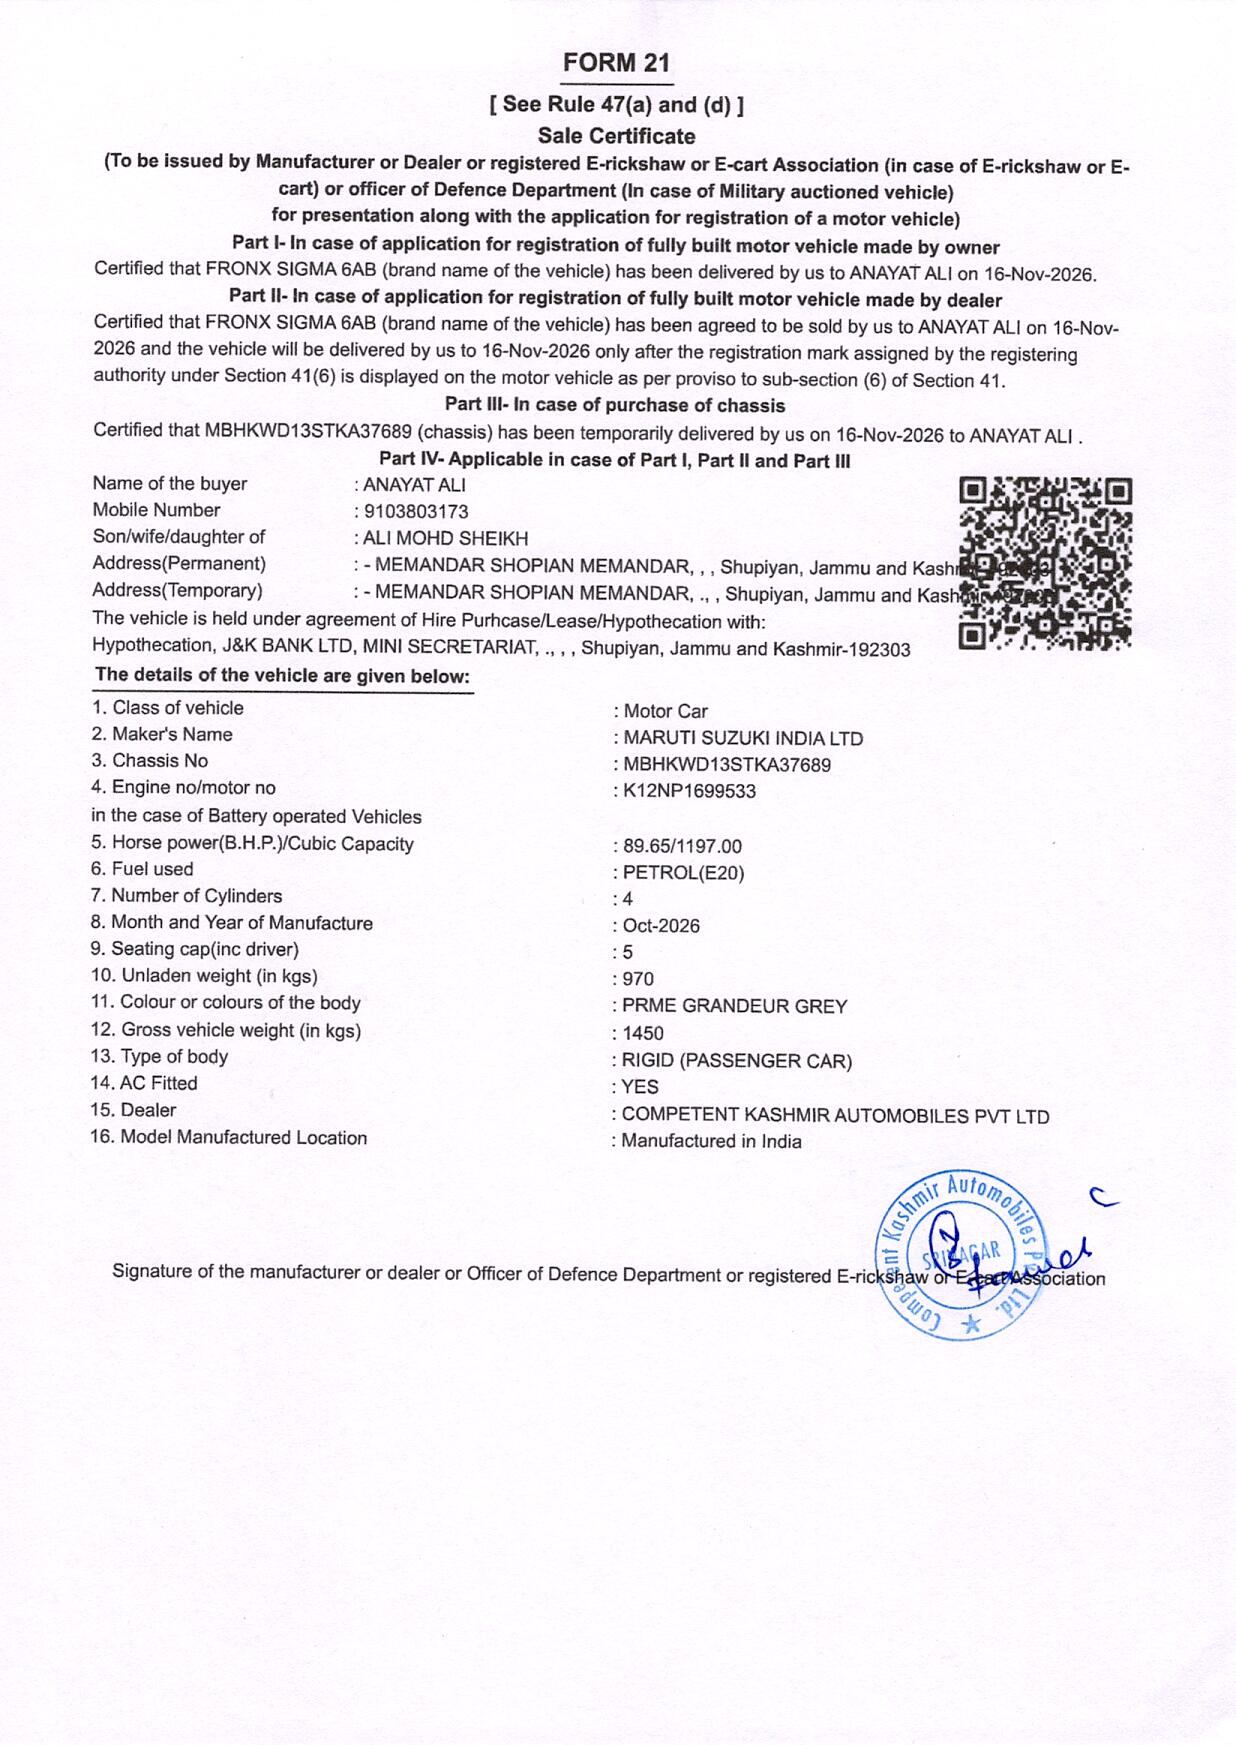 FORM 21
[ See Rule 47(a) and (d) ]
Sale Certificate
(To be issued by Manufacturer or Dealer or registered E-rickshaw or E-cart Association (in case of E-rickshaw or E-
cart) or officer of Defence Department (In case of Military auctioned vehicle)
for presentation along with the application for registration of a motor vehicle)
Part I- In case of application for registration of fully built motor vehicle made by owner
Certified that FRONX SIGMA 6AB (brand name of the vehicle) has been delivered by us to ANAYAT ALI on 16-Nov-2026.
Part II- In case of application for registration of fully built motor vehicle made by dealer
Certified that FRONX SIGMA 6AB (brand name of the vehicle) has been agreed to be sold by us to ANAYAT ALI on 16-Nov-
2026 and the vehicle will be delivered by us to 16-Nov-2026 only after the registration mark assigned by the registering
authority under Section 41(6) is displayed on the motor vehicle as per proviso to sub-section (6) of Section 41.
Part III- In case of purchase of chassis
Certified that MBHKWD13STKA37689 (chassis) has been temporarily delivered by us on 16-Nov-2026 to ANAYAT ALI .
Part IV- Applicable in case of Part I, Part II and Part III
Name of the buyer : ANAYAT ALI
Mobile Number : 9103803173
Son/wife/daughter of : ALI MOHD SHEIKH
Address(Permanent) : - MEMANDAR SHOPIAN MEMANDAR, , , Shupiyan, Jammu and
Address(Temporary) : - MEMANDAR SHOPIAN MEMANDAR, ., , Shupiyan, Jammu and
The vehicle is held under agreement of Hire Purhcase/Lease/Hypothecation with:
Hypothecation, J&K BANK LTD, MINI SECRETARIAT, ., , , Shupiyan, Jammu and Kashmir-192303
The details of the vehicle are given below:
1. Class of vehicle : Motor Car
2. Maker's Name : MARUTI SUZUKI INDIA LTD
3. Chassis No : MBHKWD13STKA37689
4. Engine no/motor no : K12NP1699533
in the case of Battery operated Vehicles
5. Horse power(B.H.P.)/Cubic Capacity : 89.65/1197.00
6. Fuel used : PETROL(E20)
7. Number of Cylinders : 4
8. Month and Year of Manufacture : Oct-2026
9. Seating cap(inc driver) : 5
10. Unladen weight (in kgs) : 970
11. Colour or colours of the body : PRME GRANDEUR GREY
12. Gross vehicle weight (in kgs) : 1450
13. Type of body : RIGID (PASSENGER CAR)
14. AC Fitted : YES
15. Dealer : COMPETENT KASHMIR AUTOMOBILES PVT LTD
16. Model Manufactured Location : Manufactured in India
Competent Kashmir Automobiles Pvt. Ltd.
SRINAGAR
Signature of the manufacturer or dealer or Officer of Defence Department or registered E-rickshaw or E-cart Association